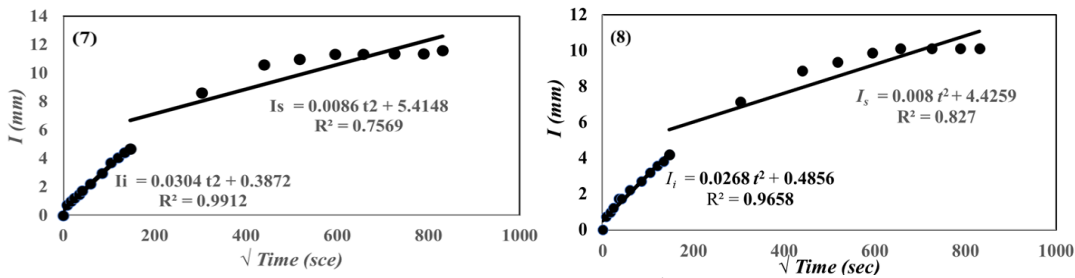 (7)
I (mm)
14
12
10
8
6
4
2
0
Is = 0.0086 t2 + 5.4148
R² = 0.7569
Ii = 0.0304 t2 + 0.3872
R² = 0.9912
0 200 400 600 800 1000
√ Time (sce)
(8)
I (mm)
12
10
8
6
4
2
0
Is = 0.008 t² + 4.4259
R² = 0.827
Ii = 0.0268 t² + 0.4856
R² = 0.9658
0 200 400 600 800 1000
√ Time (sec)